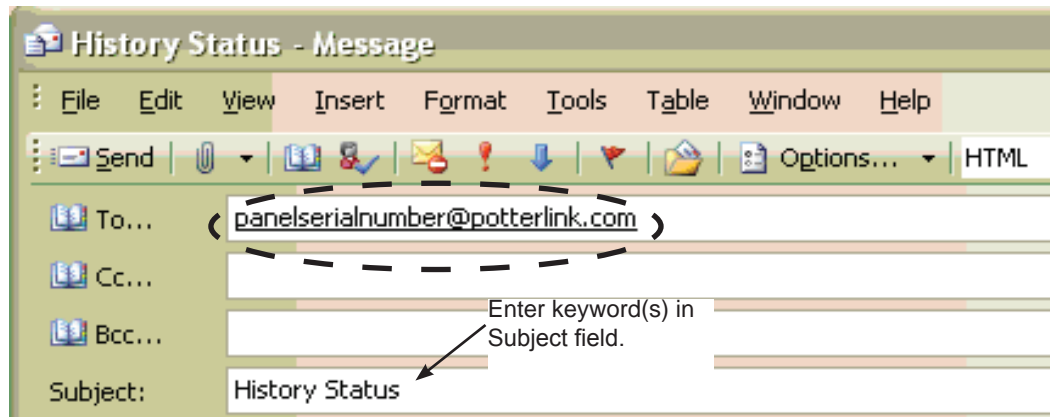 History Status - Message
File Edit View Insert Format Tools Table Window Help
Send Options... HTML
To... panelserialnumber@potterlink.com
Cc...
Enter keyword(s) in
Subject field.
Bcc...
Subject: History Status